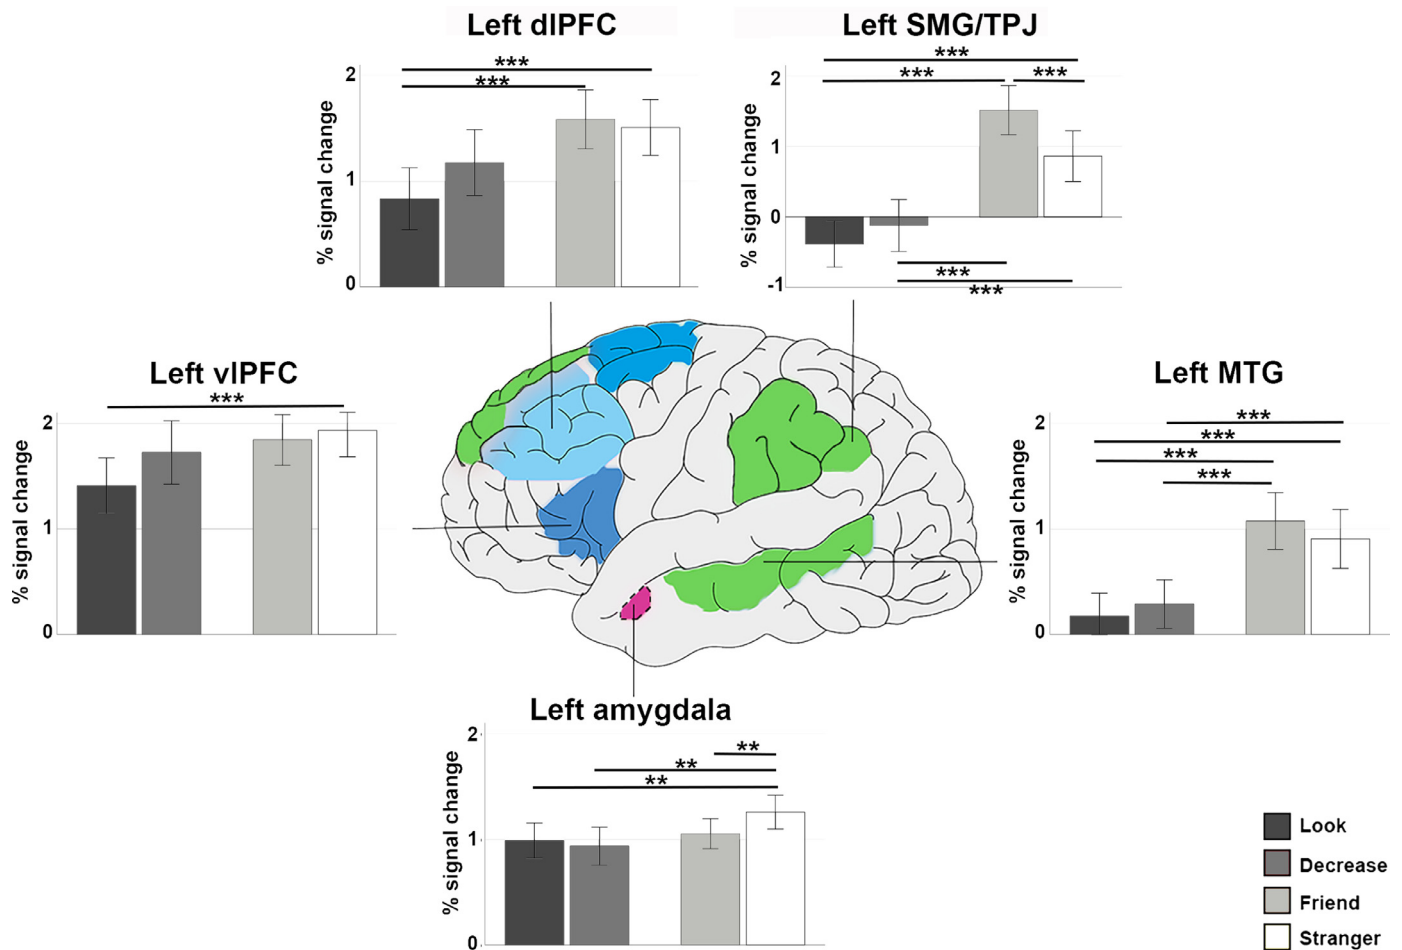 Left dlPFC
***
***
2
1
0
% signal change
Left SMG/TPJ
***
***
***
2
1
0
-1
% signal change
***
***
Left vlPFC
***
2
1
0
% signal change
Left MTG
***
***
***
***
2
1
0
% signal change
Left amygdala
**
**
**
2
1
0
% signal change
Look
Decrease
Friend
Stranger